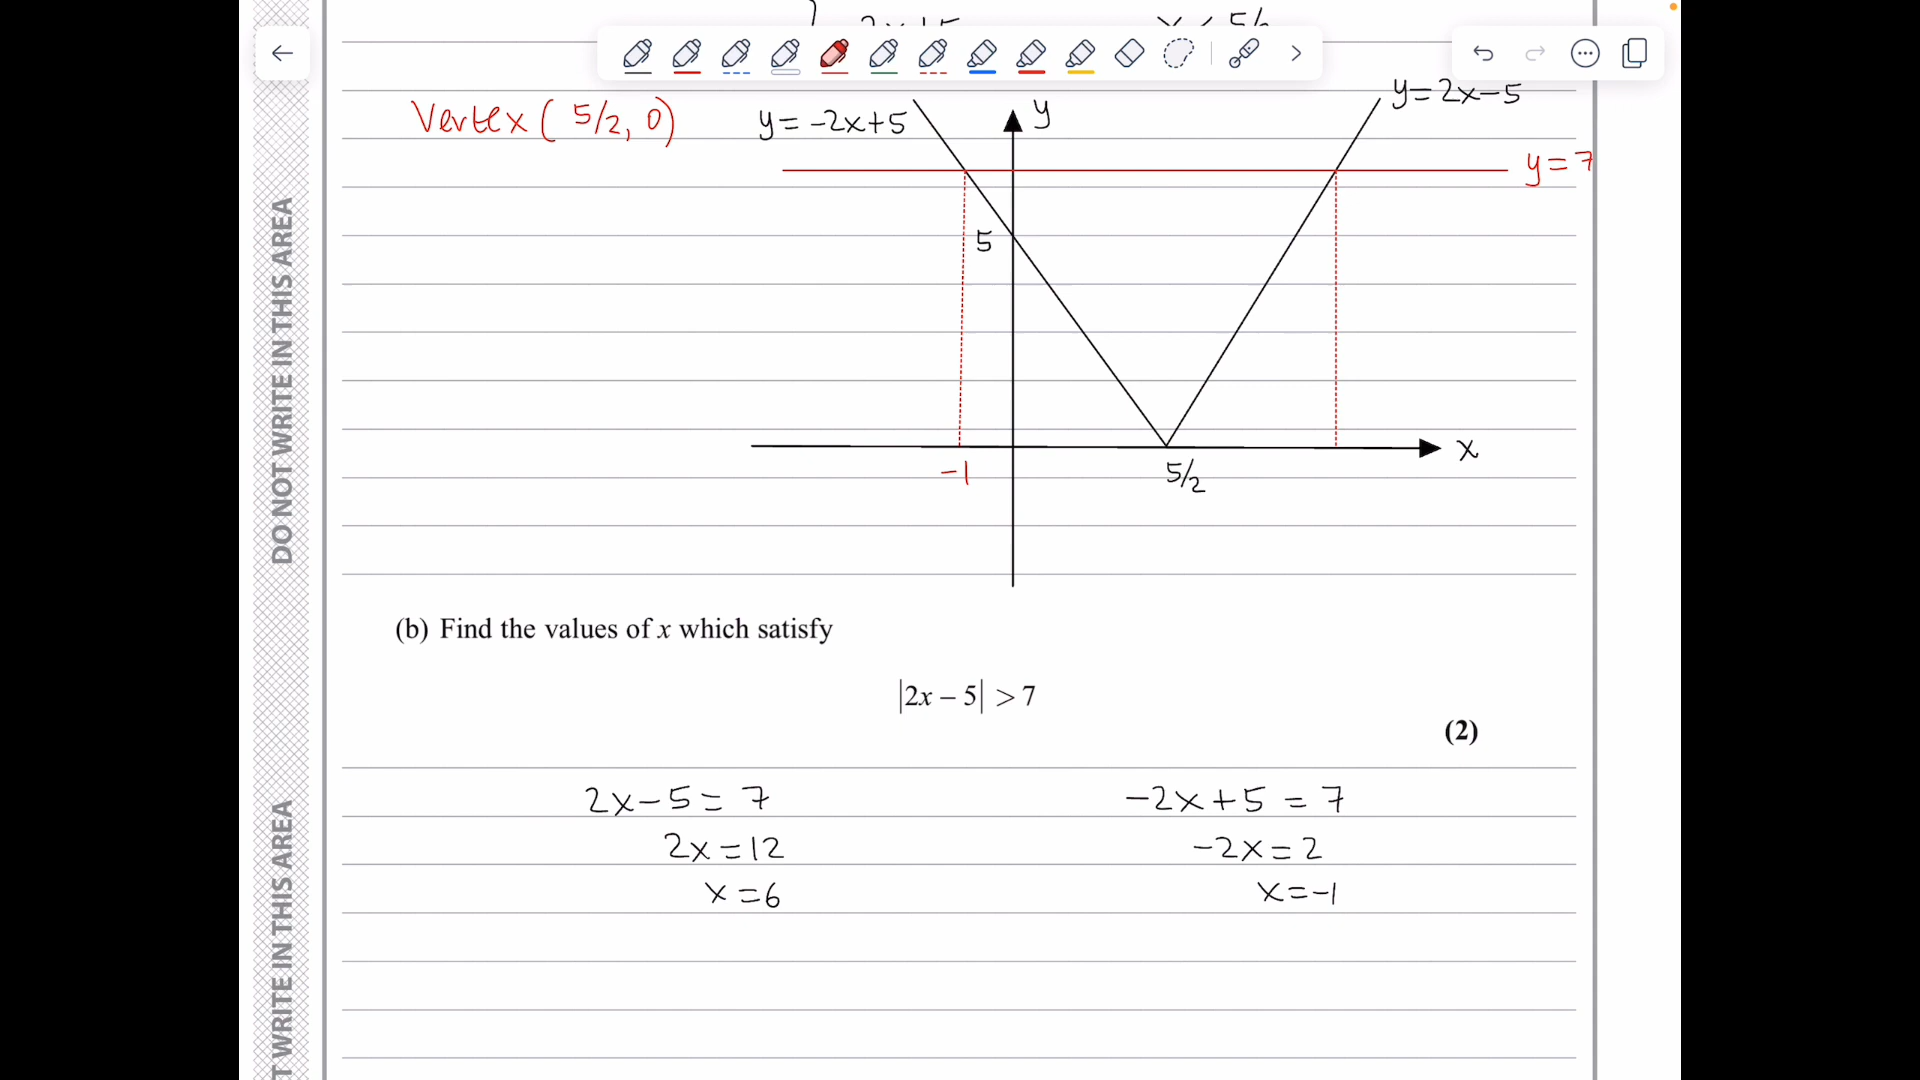 Vertex ( 5/2, 0)
y = -2x+5
y
y=2x-5
y=7
5
-1
5/2
x
(b) Find the values of x which satisfy
|2x – 5| > 7
(2)
2x-5 = 7
2x = 12
x = 6
-2x+5 = 7
-2x = 2
x = -1
DO NOT WRITE IN THIS AREA
T WRITE IN THIS AREA